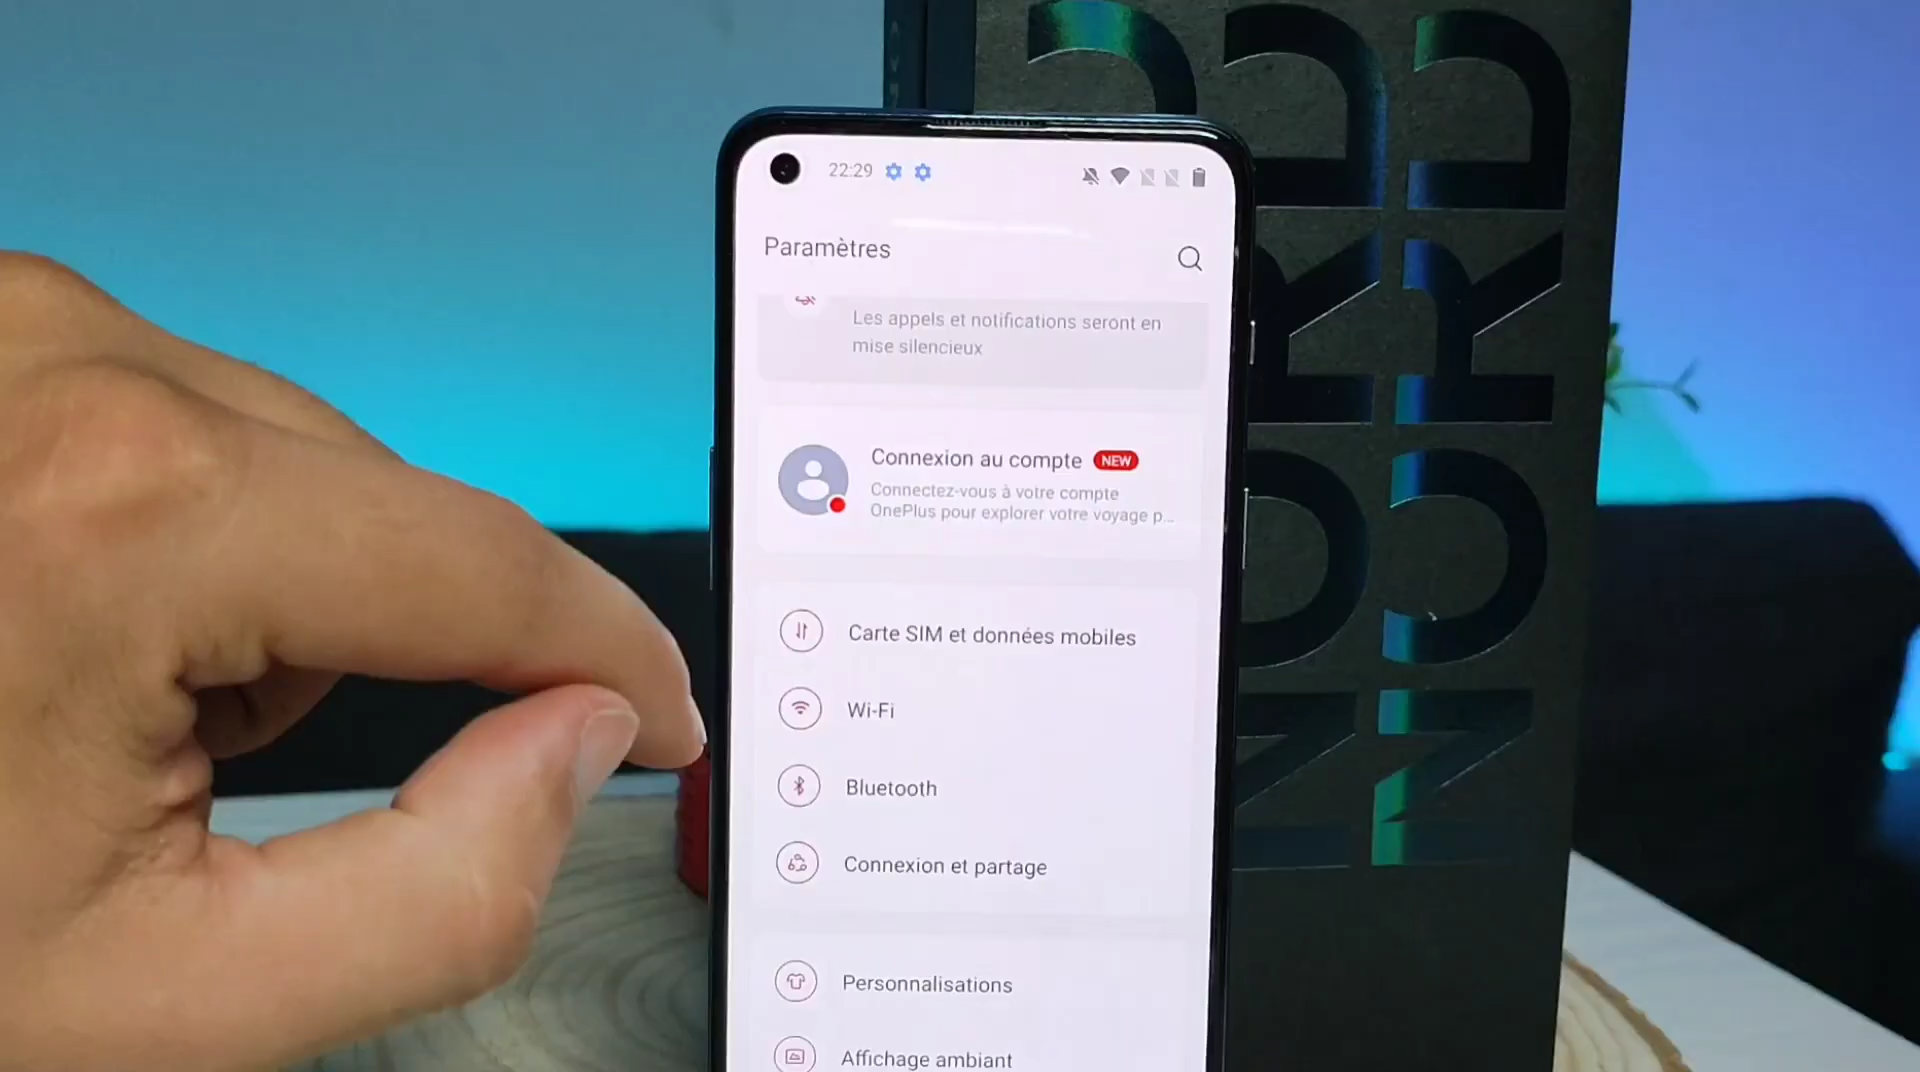 22:29
Paramètres
Les appels et notifications seront en
mise silencieux
Connexion au compte NEW
Connectez-vous à votre compte
OnePlus pour explorer votre voyage p...
Carte SIM et données mobiles
Wi-Fi
Bluetooth
Connexion et partage
Personnalisations
Affichage ambiant
NORD
NORD